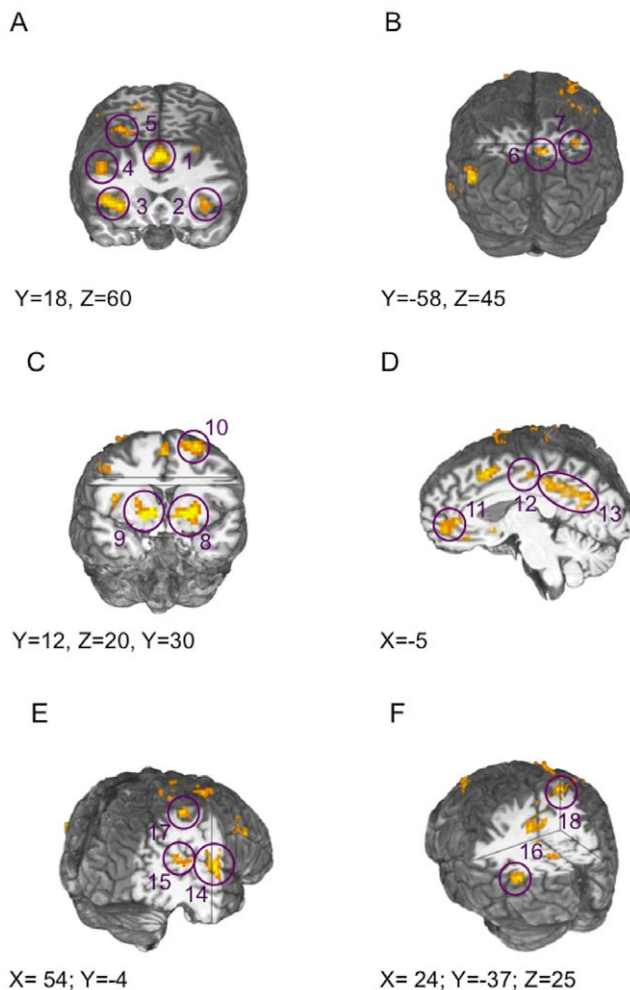 A
B
5
1
4
3
2
7
6
Y=18, Z=60
Y=-58, Z=45
C
D
10
9
8
11
12
13
Y=12, Z=20, Y=30
X=-5
E
F
17
15
14
18
16
X= 54; Y=-4
X= 24; Y=-37; Z=25